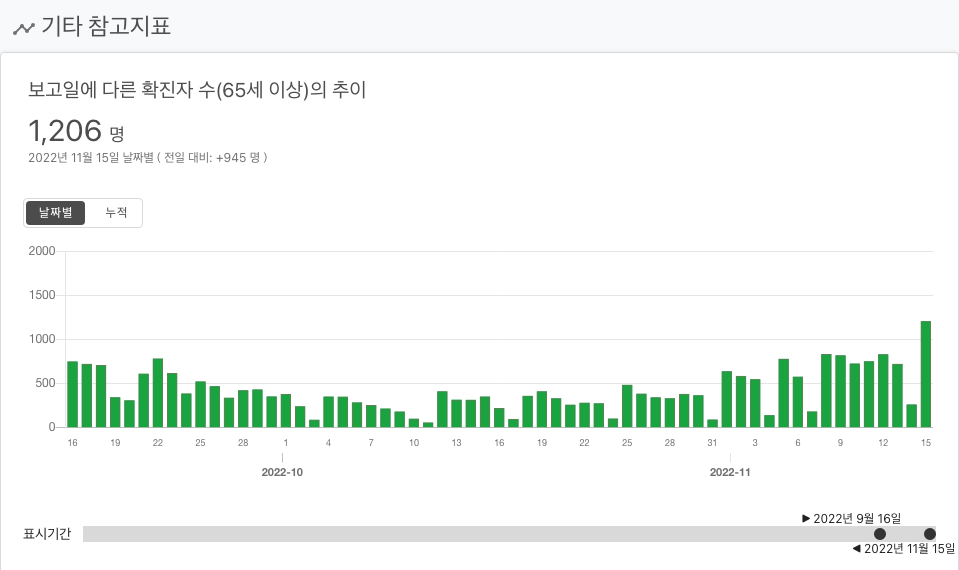 기타 참고지표
보고일에 다른 확진자 수(65세 이상)의 추이
1,206 명
2022년 11월 15일 날짜별 ( 전일 대비: +945 명 )
날짜별 누적
2000
1500
1000
500
0
16 19 22 25 28 1 4 7 10 13 16 19 22 25 28 31 3 6 9 12 15
2022-10 2022-11
▶ 2022년 9월 16일
표시기간
◀ 2022년 11월 15일